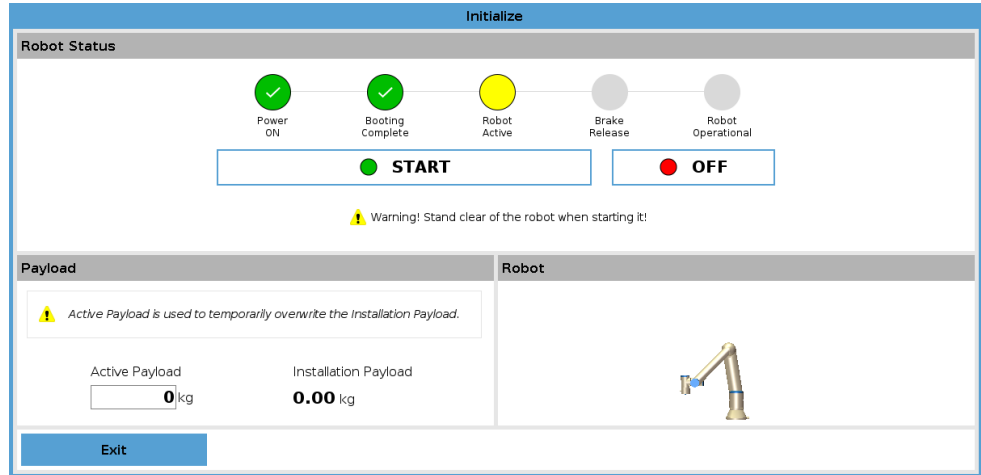 Initialize
Robot Status
Power
ON
Booting
Complete
Robot
Active
Brake
Release
Robot
Operational
START
OFF
Warning! Stand clear of the robot when starting it!
Payload
Robot
Active Payload is used to temporarily overwrite the Installation Payload.
Active Payload
Installation Payload
0 kg
0.00 kg
Exit